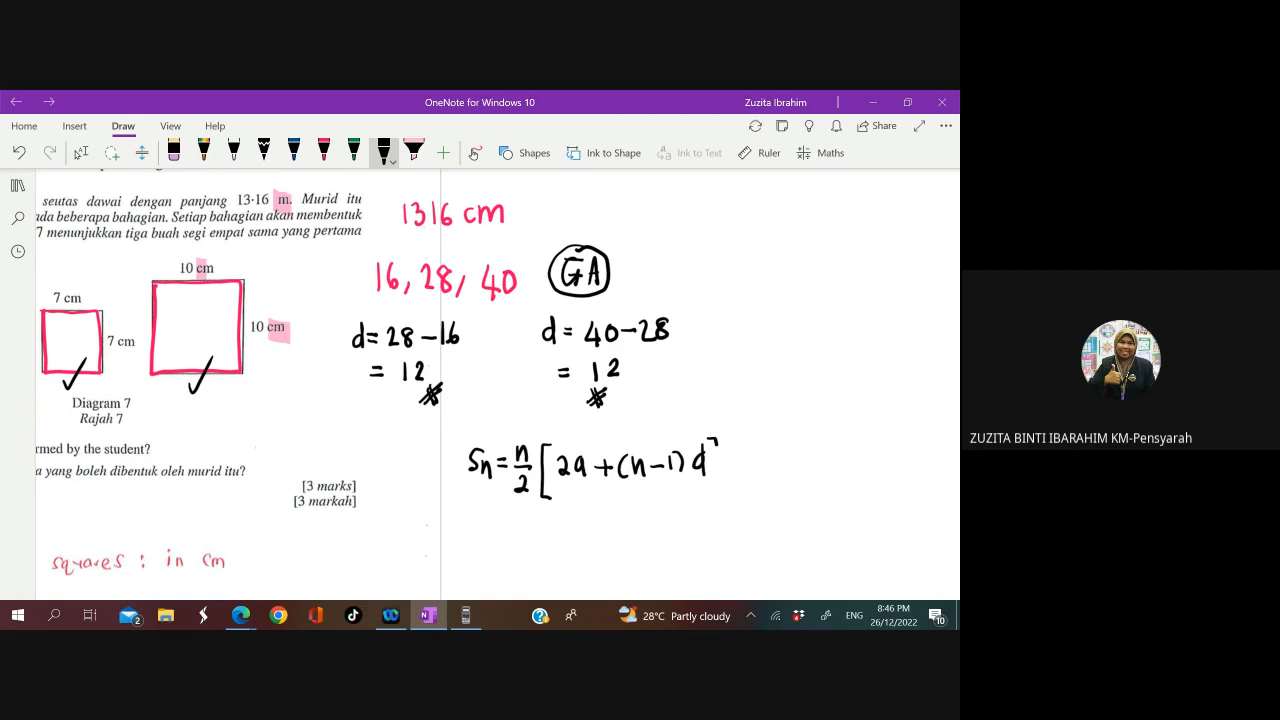 OneNote for Windows 10
Zuzita Ibrahim
Home Insert Draw View Help
Share
Shapes
Ink to Shape
Ink to Text
Ruler
Maths
seutas dawai dengan panjang 13·16 m. Murid itu
ada beberapa bahagian. Setiap bahagian akan membentuk
7 menunjukkan tiga buah segi empat sama yang pertama
10 cm
7 cm
7 cm
10 cm
Diagram 7
Rajah 7
rmed by the student?
a yang boleh dibentuk oleh murid itu?
[3 marks]
[3 markah]
squares : in cm
1316 cm
16, 28, 40
GA
d = 28 - 16
= 12
d = 40 - 28
= 12
Sn = n/2 [ 2a + (n - 1) d
ZUZITA BINTI IBARAHIM KM-Pensyarah
28°C Partly cloudy
ENG
8:46 PM
26/12/2022
2
10